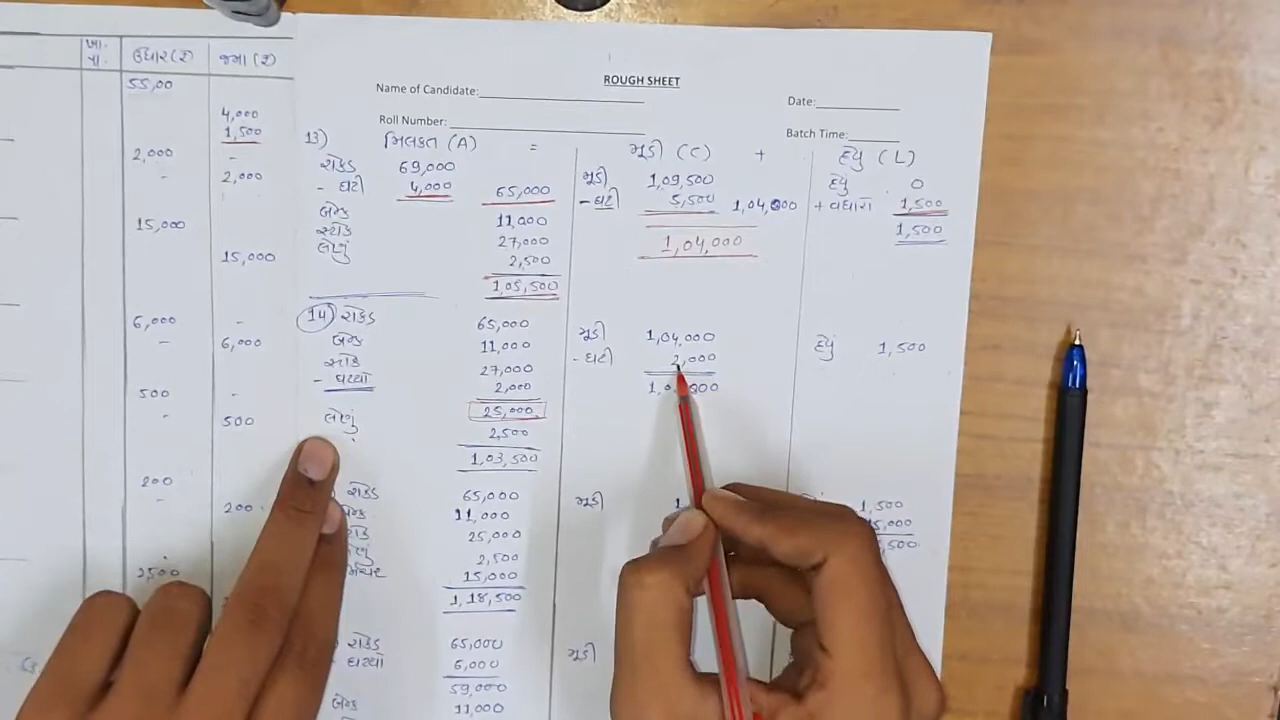 ખા. ઉધાર(₹) જમા (₹)
પા.
55,00
4,000
1,500
2,000 -
- 2,000
15,000
15,000
6,000 -
- 6,000
500 -
- 500
200
- 200
2,500
ROUGH SHEET
Name of Candidate: Date:
Roll Number: Batch Time:
13) મિલકત (A) = મૂડી (C) + દેવું (L)
રોકડ 69,000 મૂડી 1,09,500 દેવું 0
- ઘટી 4,000 65,000 - ઘટી 5,500 1,04,000 + વધારો 1,500
બેન્ક 11,000 1,04,000 1,500
સ્ટોક 27,000
લેણું 2,500
1,05,500
14) રોકડ 65,000 મૂડી 1,04,000 દેવું 1,500
બેન્ક 11,000 - ઘટી 2,000
સ્ટોક 27,000
- ઘટ્યો 2,000
25,000
લેણું 2,500
1,03,500
રોકડ 65,000 મૂડી 1,500
11,000
25,000
2,500
15,000
1,18,500
રોકડ 65,000 મૂડી
ઘટ્યો 6,000
59,000
બેન્ક 11,000